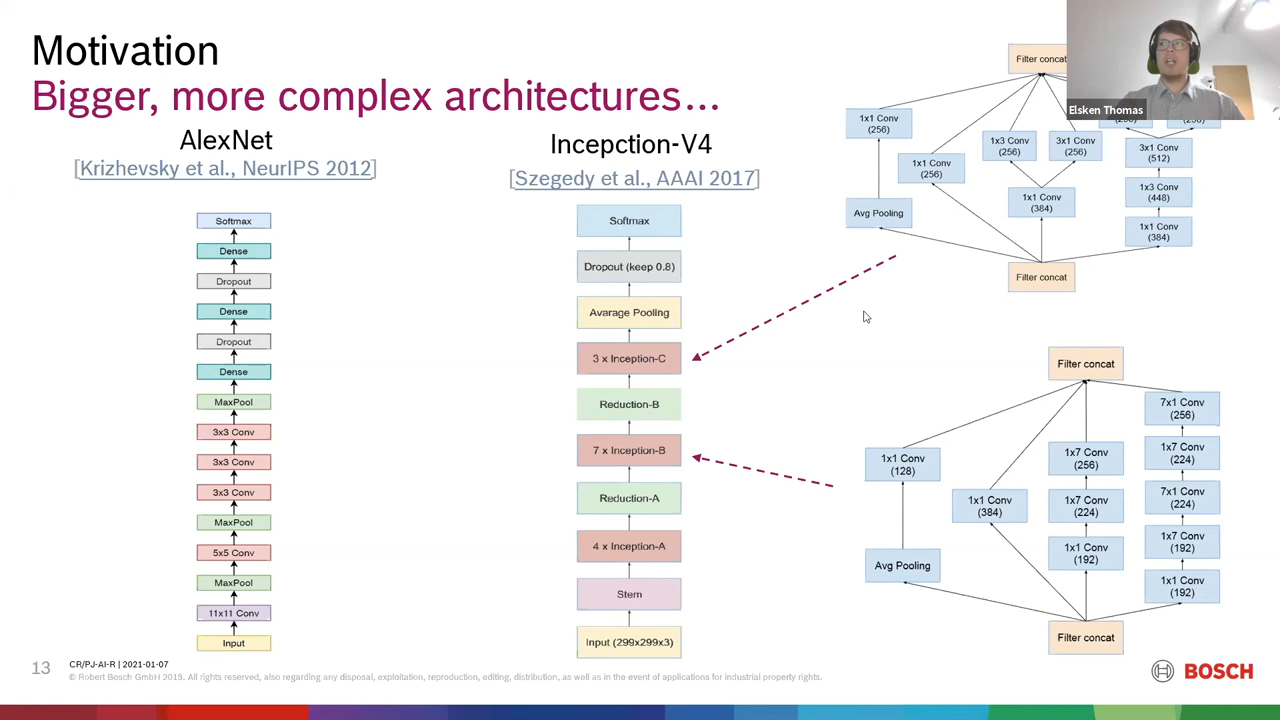 Motivation
Bigger, more complex architectures...
AlexNet
[Krizhevsky et al., NeurIPS 2012]
Softmax
Dense
Dropout
Dense
Dropout
Dense
MaxPool
3x3 Conv
3x3 Conv
3x3 Conv
MaxPool
5x5 Conv
MaxPool
11x11 Conv
Input
Incepction-V4
[Szegedy et al., AAAI 2017]
Softmax
Dropout (keep 0.8)
Avarage Pooling
3 x Inception-C
Reduction-B
7 x Inception-B
Reduction-A
4 x Inception-A
Stem
Input (299x299x3)
Filter concat
1x1 Conv
(256)
Avg Pooling
1x1 Conv
(256)
1x3 Conv
(256)
3x1 Conv
(256)
1x1 Conv
(384)
3x1 Conv
(512)
1x3 Conv
(448)
1x1 Conv
(384)
Filter concat
Elsken Thomas
Filter concat
1x1 Conv
(128)
Avg Pooling
1x1 Conv
(384)
1x7 Conv
(256)
1x7 Conv
(224)
1x1 Conv
(192)
7x1 Conv
(256)
1x7 Conv
(224)
7x1 Conv
(224)
1x7 Conv
(192)
1x1 Conv
(192)
Filter concat
13
CR/PJ-AI-R | 2021-01-07
© Robert Bosch GmbH 2019. All rights reserved, also regarding any disposal, exploitation, reproduction, editing, distribution, as well as in the event of applications for industrial property rights.
BOSCH